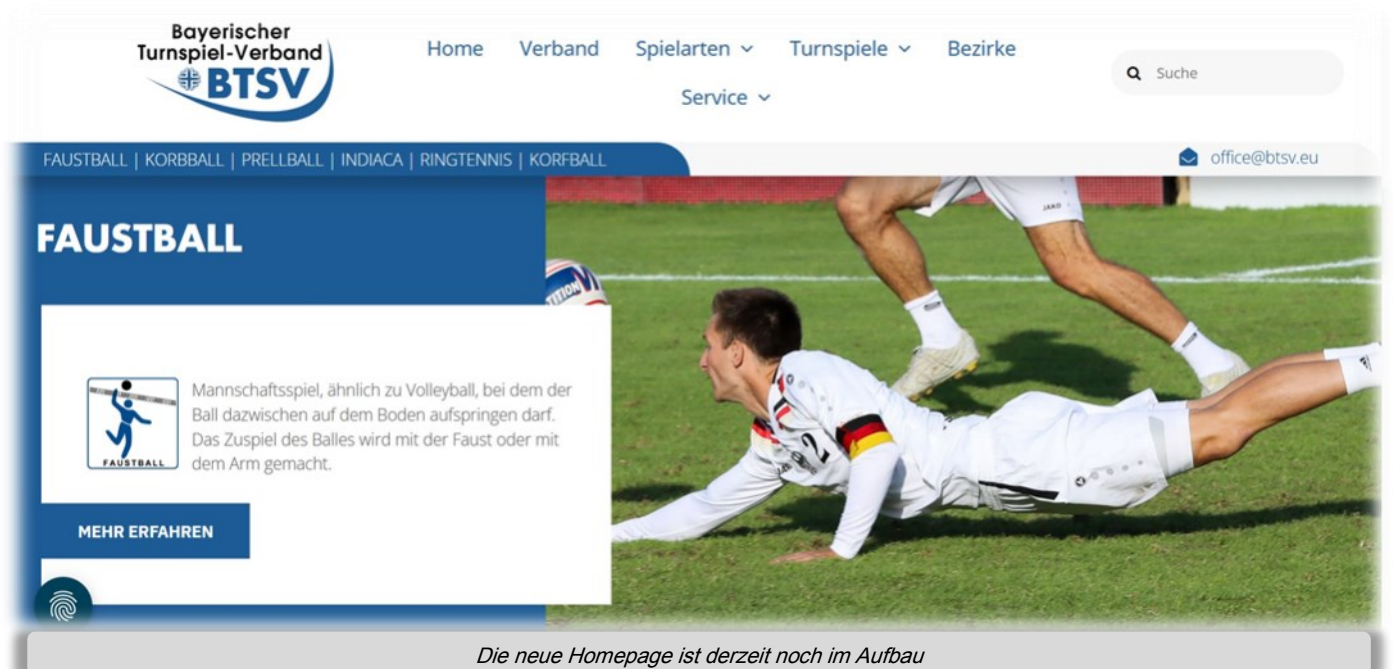 Bayerischer
Turnspiel-Verband
BTSV
Home Verband Spielarten Turnspiele Bezirke
Service
Suche
FAUSTBALL | KORBBALL | PRELLBALL | INDIACA | RINGTENNIS | KORFBALL
office@btsv.eu
FAUSTBALL
JAKO
TITION
2
Mannschaftsspiel, ähnlich zu Volleyball, bei dem der
Ball dazwischen auf dem Boden aufspringen darf.
Das Zuspiel des Balles wird mit der Faust oder mit
dem Arm gemacht.
FAUSTBALL
MEHR ERFAHREN
Die neue Homepage ist derzeit noch im Aufbau